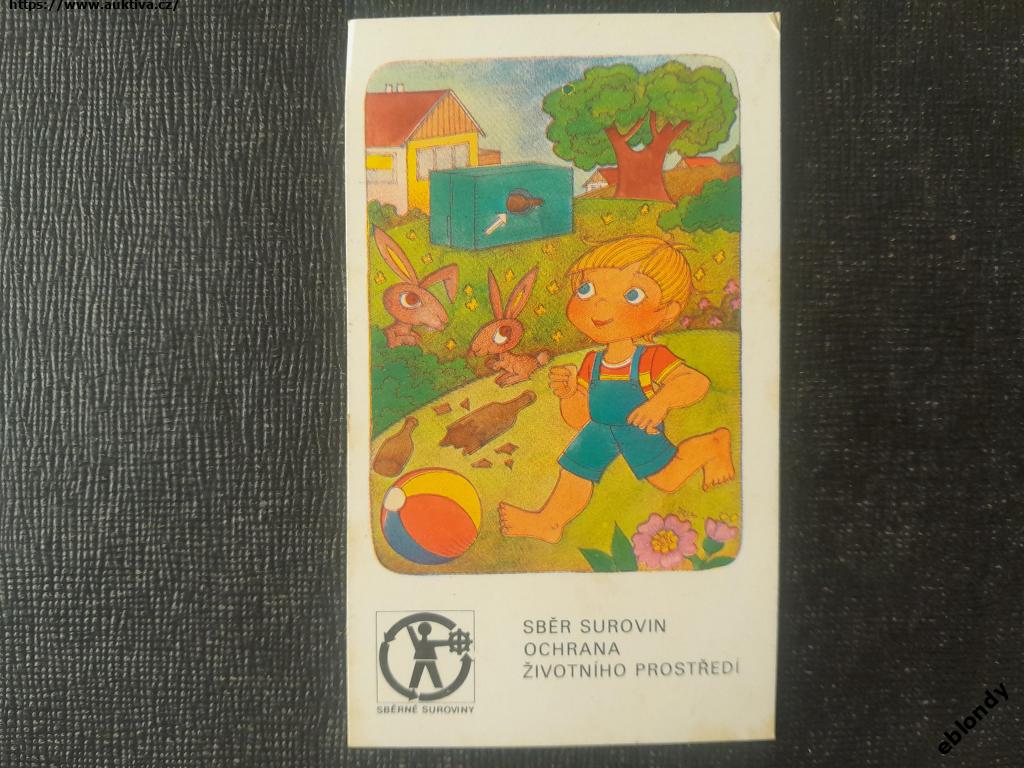 https://www.auktiva.cz/
SBĚR SUROVIN
OCHRANA
ŽIVOTNÍHO PROSTŘEDÍ
SBĚRNÉ SUROVINY
eblondy